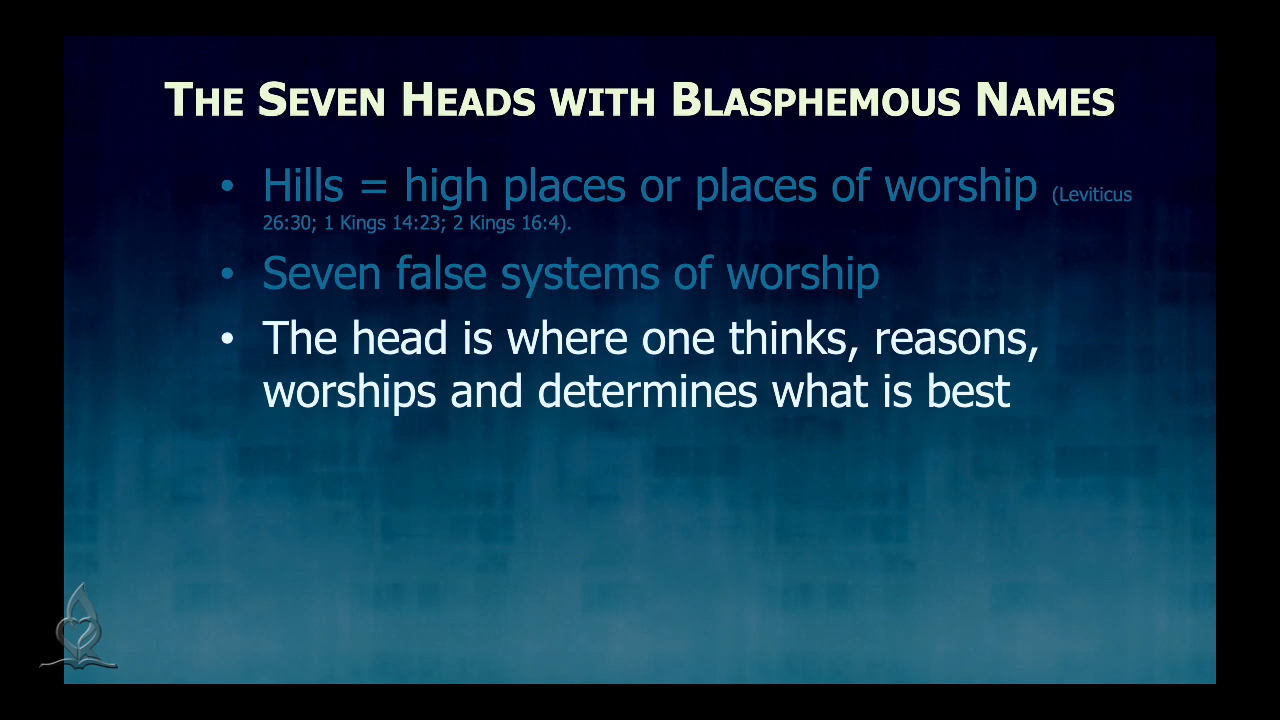 THE SEVEN HEADS WITH BLASPHEMOUS NAMES
• Hills = high places or places of worship (Leviticus
26:30; 1 Kings 14:23; 2 Kings 16:4).
• Seven false systems of worship
• The head is where one thinks, reasons,
worships and determines what is best